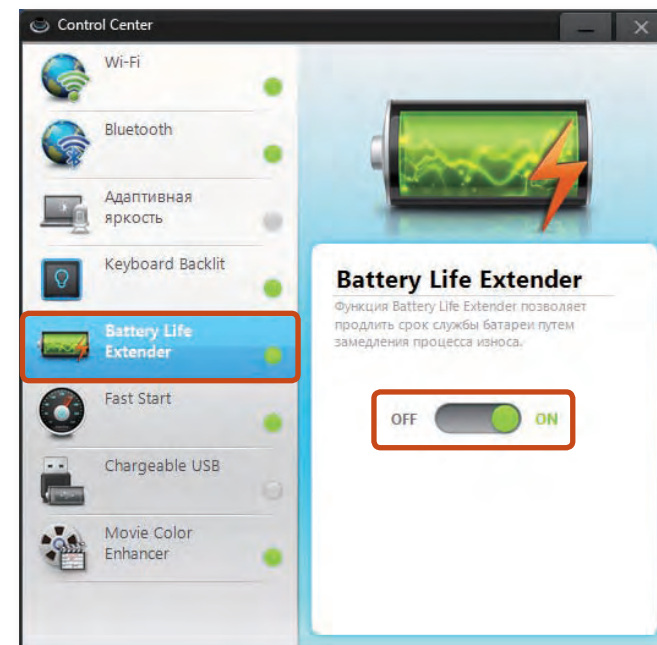 Control Center
Wi-Fi
Bluetooth
Адаптивная
яркость
Keyboard Backlit
Battery Life
Extender
Fast Start
Chargeable USB
Movie Color
Enhancer
Battery Life Extender
Функция Battery Life Extender позволяет
продлить срок службы батареи путем
замедления процесса износа.
OFF ON